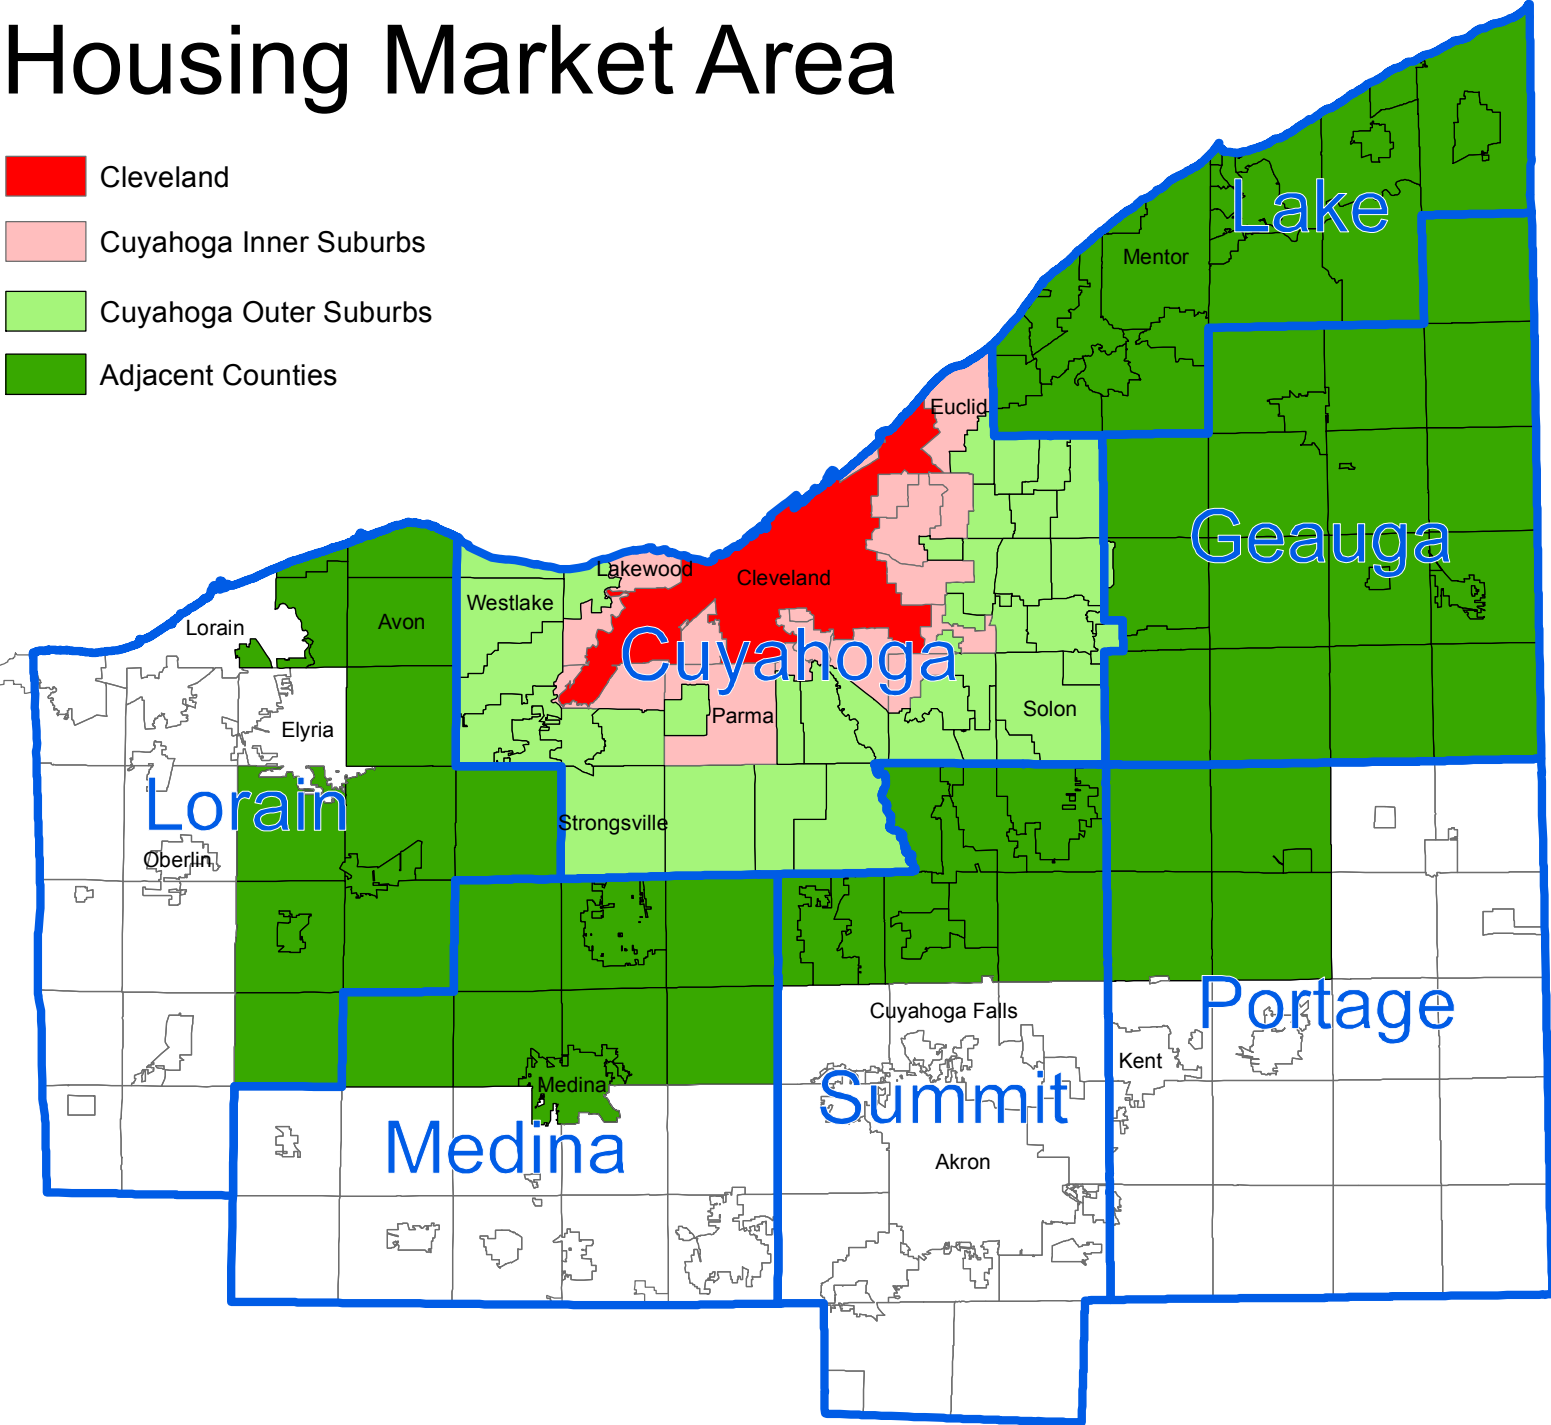 Housing Market Area
Cleveland
Cuyahoga Inner Suburbs
Cuyahoga Outer Suburbs
Adjacent Counties
Lake
Mentor
Euclid
Geauga
Lakewood
Cleveland
Westlake
Avon
Lorain
Cuyahoga
Solon
Parma
Elyria
Lorain
Strongsville
Oberlin
Portage
Cuyahoga Falls
Kent
Medina
Summit
Medina
Akron